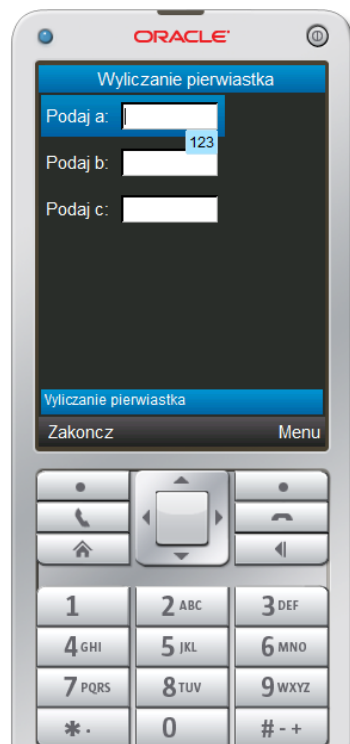 ORACLE
Wyliczanie pierwiastka
Podaj a:
123
Podaj b:
Podaj c:
Vyliczanie pierwiastka
Zakoncz Menu
1 2 ABC 3 DEF
4 GHI 5 JKL 6 MNO
7 PQRS 8 TUV 9 WXYZ
* . 0 # - +